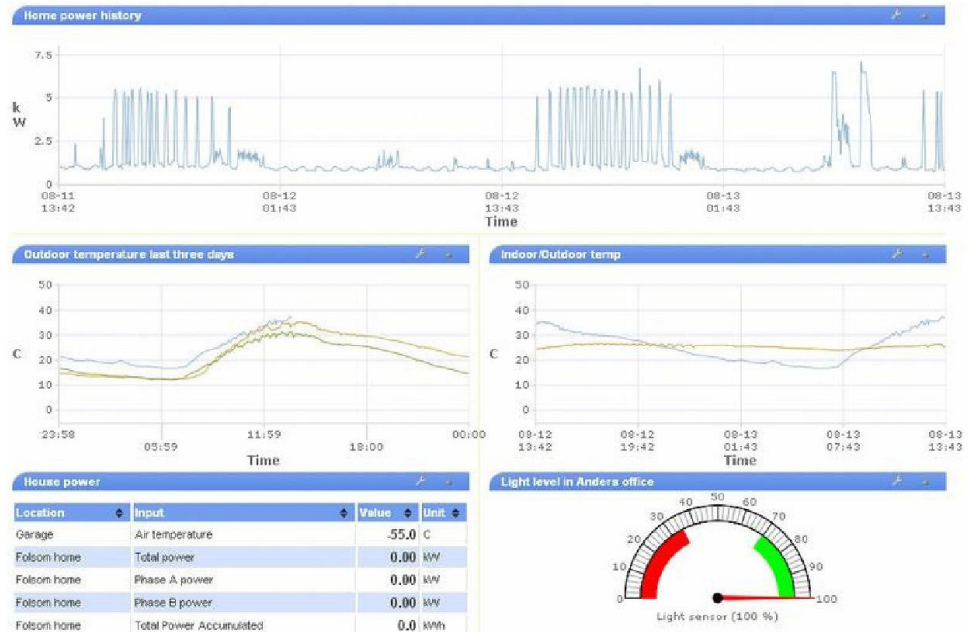 Home power history
7.5
5
2.5
0
k
W
08-11 08-12 08-12 08-13 08-13
13:42 01:43 13:43 01:43 13:43
Time
Outdoor temperature last three days
50
40
30
20
10
0
C
23:58 05:59 11:59 18:00 00:00
Time
Indoor/Outdoor temp
50
40
30
20
10
0
C
08-12 08-12 08-13 08-13 08-13
13:42 19:42 01:43 07:43 13:43
Time
House power
Location Input Value Unit
Garage Air temperature -55.0 C
Folsom home Total power 0.00 kW
Folsom home Phase A power 0.00 kW
Folsom home Phase B power 0.00 kW
Folsom home Total Power Accumulated 0.0 kWh
Light level in Anders office
0 10 20 30 40 50 60 70 80 90 100
Light sensor (100 %)